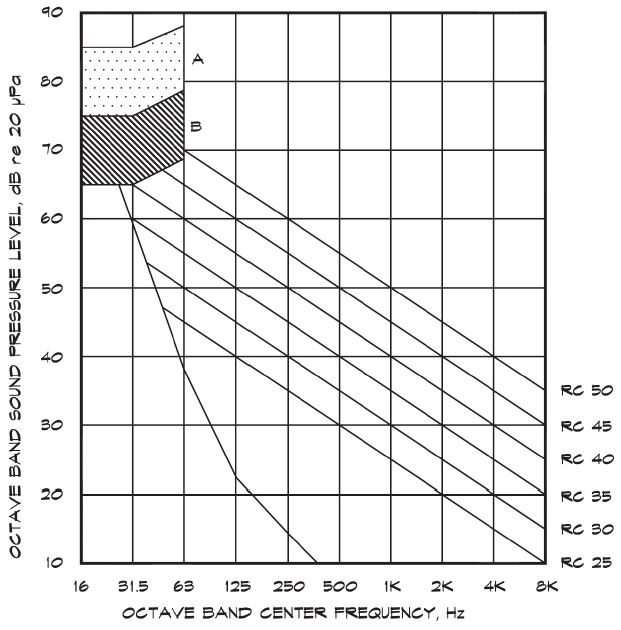 OCTAVE BAND SOUND PRESSURE LEVEL, dB re 20 µPa
90
80
70
60
50
40
30
20
10
A
B
RC 50
RC 45
RC 40
RC 35
RC 30
RC 25
16 31.5 63 125 250 500 1K 2K 4K 8K
OCTAVE BAND CENTER FREQUENCY, Hz